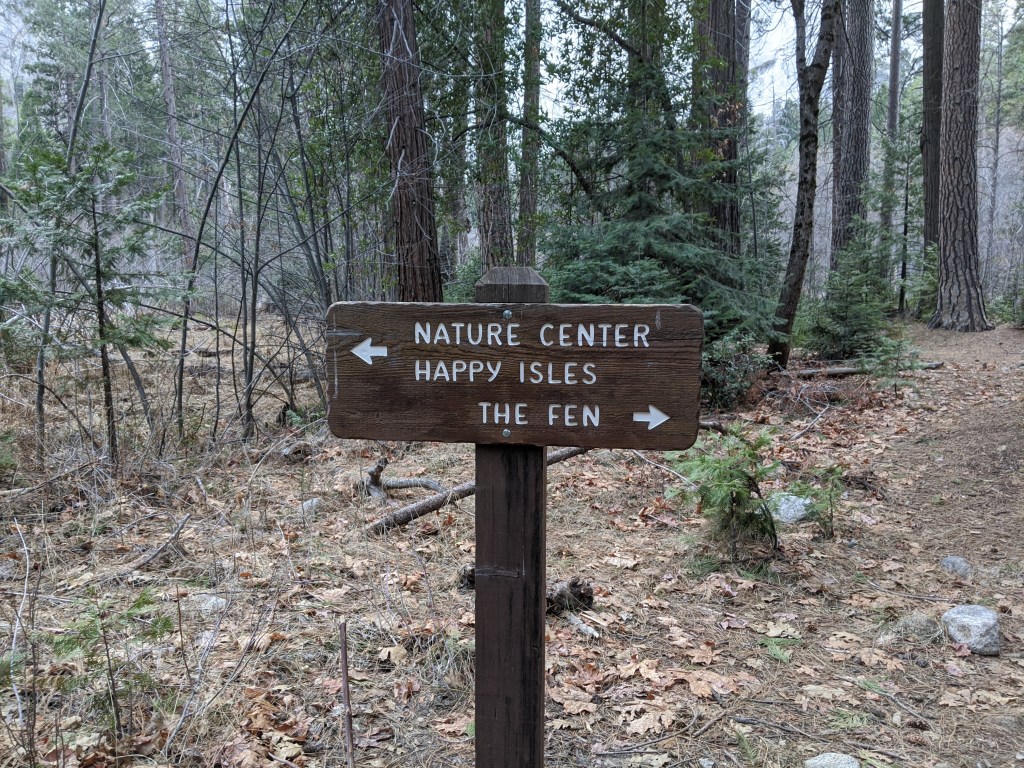 NATURE CENTER
HAPPY ISLES
THE FEN